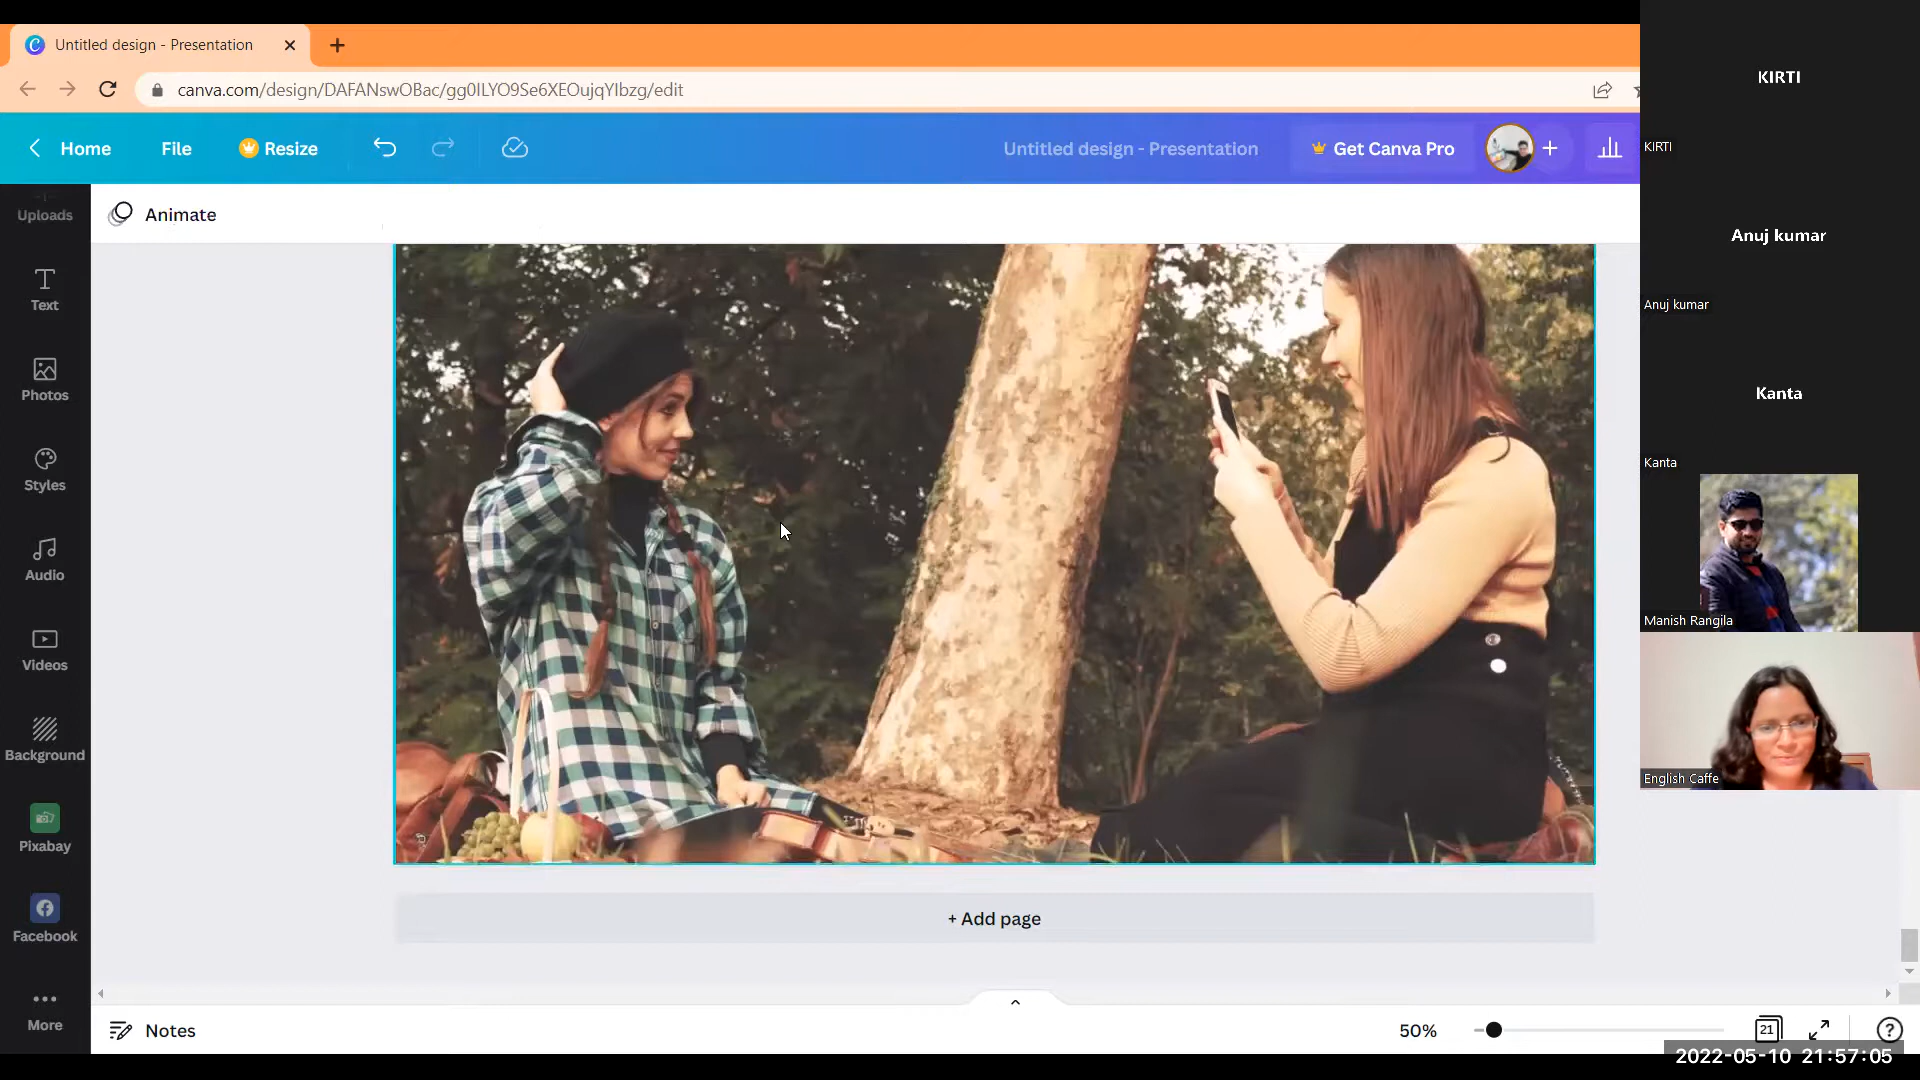 Untitled design - Presentation
canva.com/design/DAFANswOBac/gg0ILYO9Se6XEOujqYIbzg/edit
Home
File
Resize
Untitled design - Presentation
Get Canva Pro
Animate
Uploads
Text
Photos
Styles
Audio
Videos
Background
Pixabay
Facebook
More
+ Add page
Notes
50%
21
?
KIRTI
KIRTI
Anuj kumar
Anuj kumar
Kanta
Kanta
Manish Rangila
English Caffe
2022-05-10 21:57:05